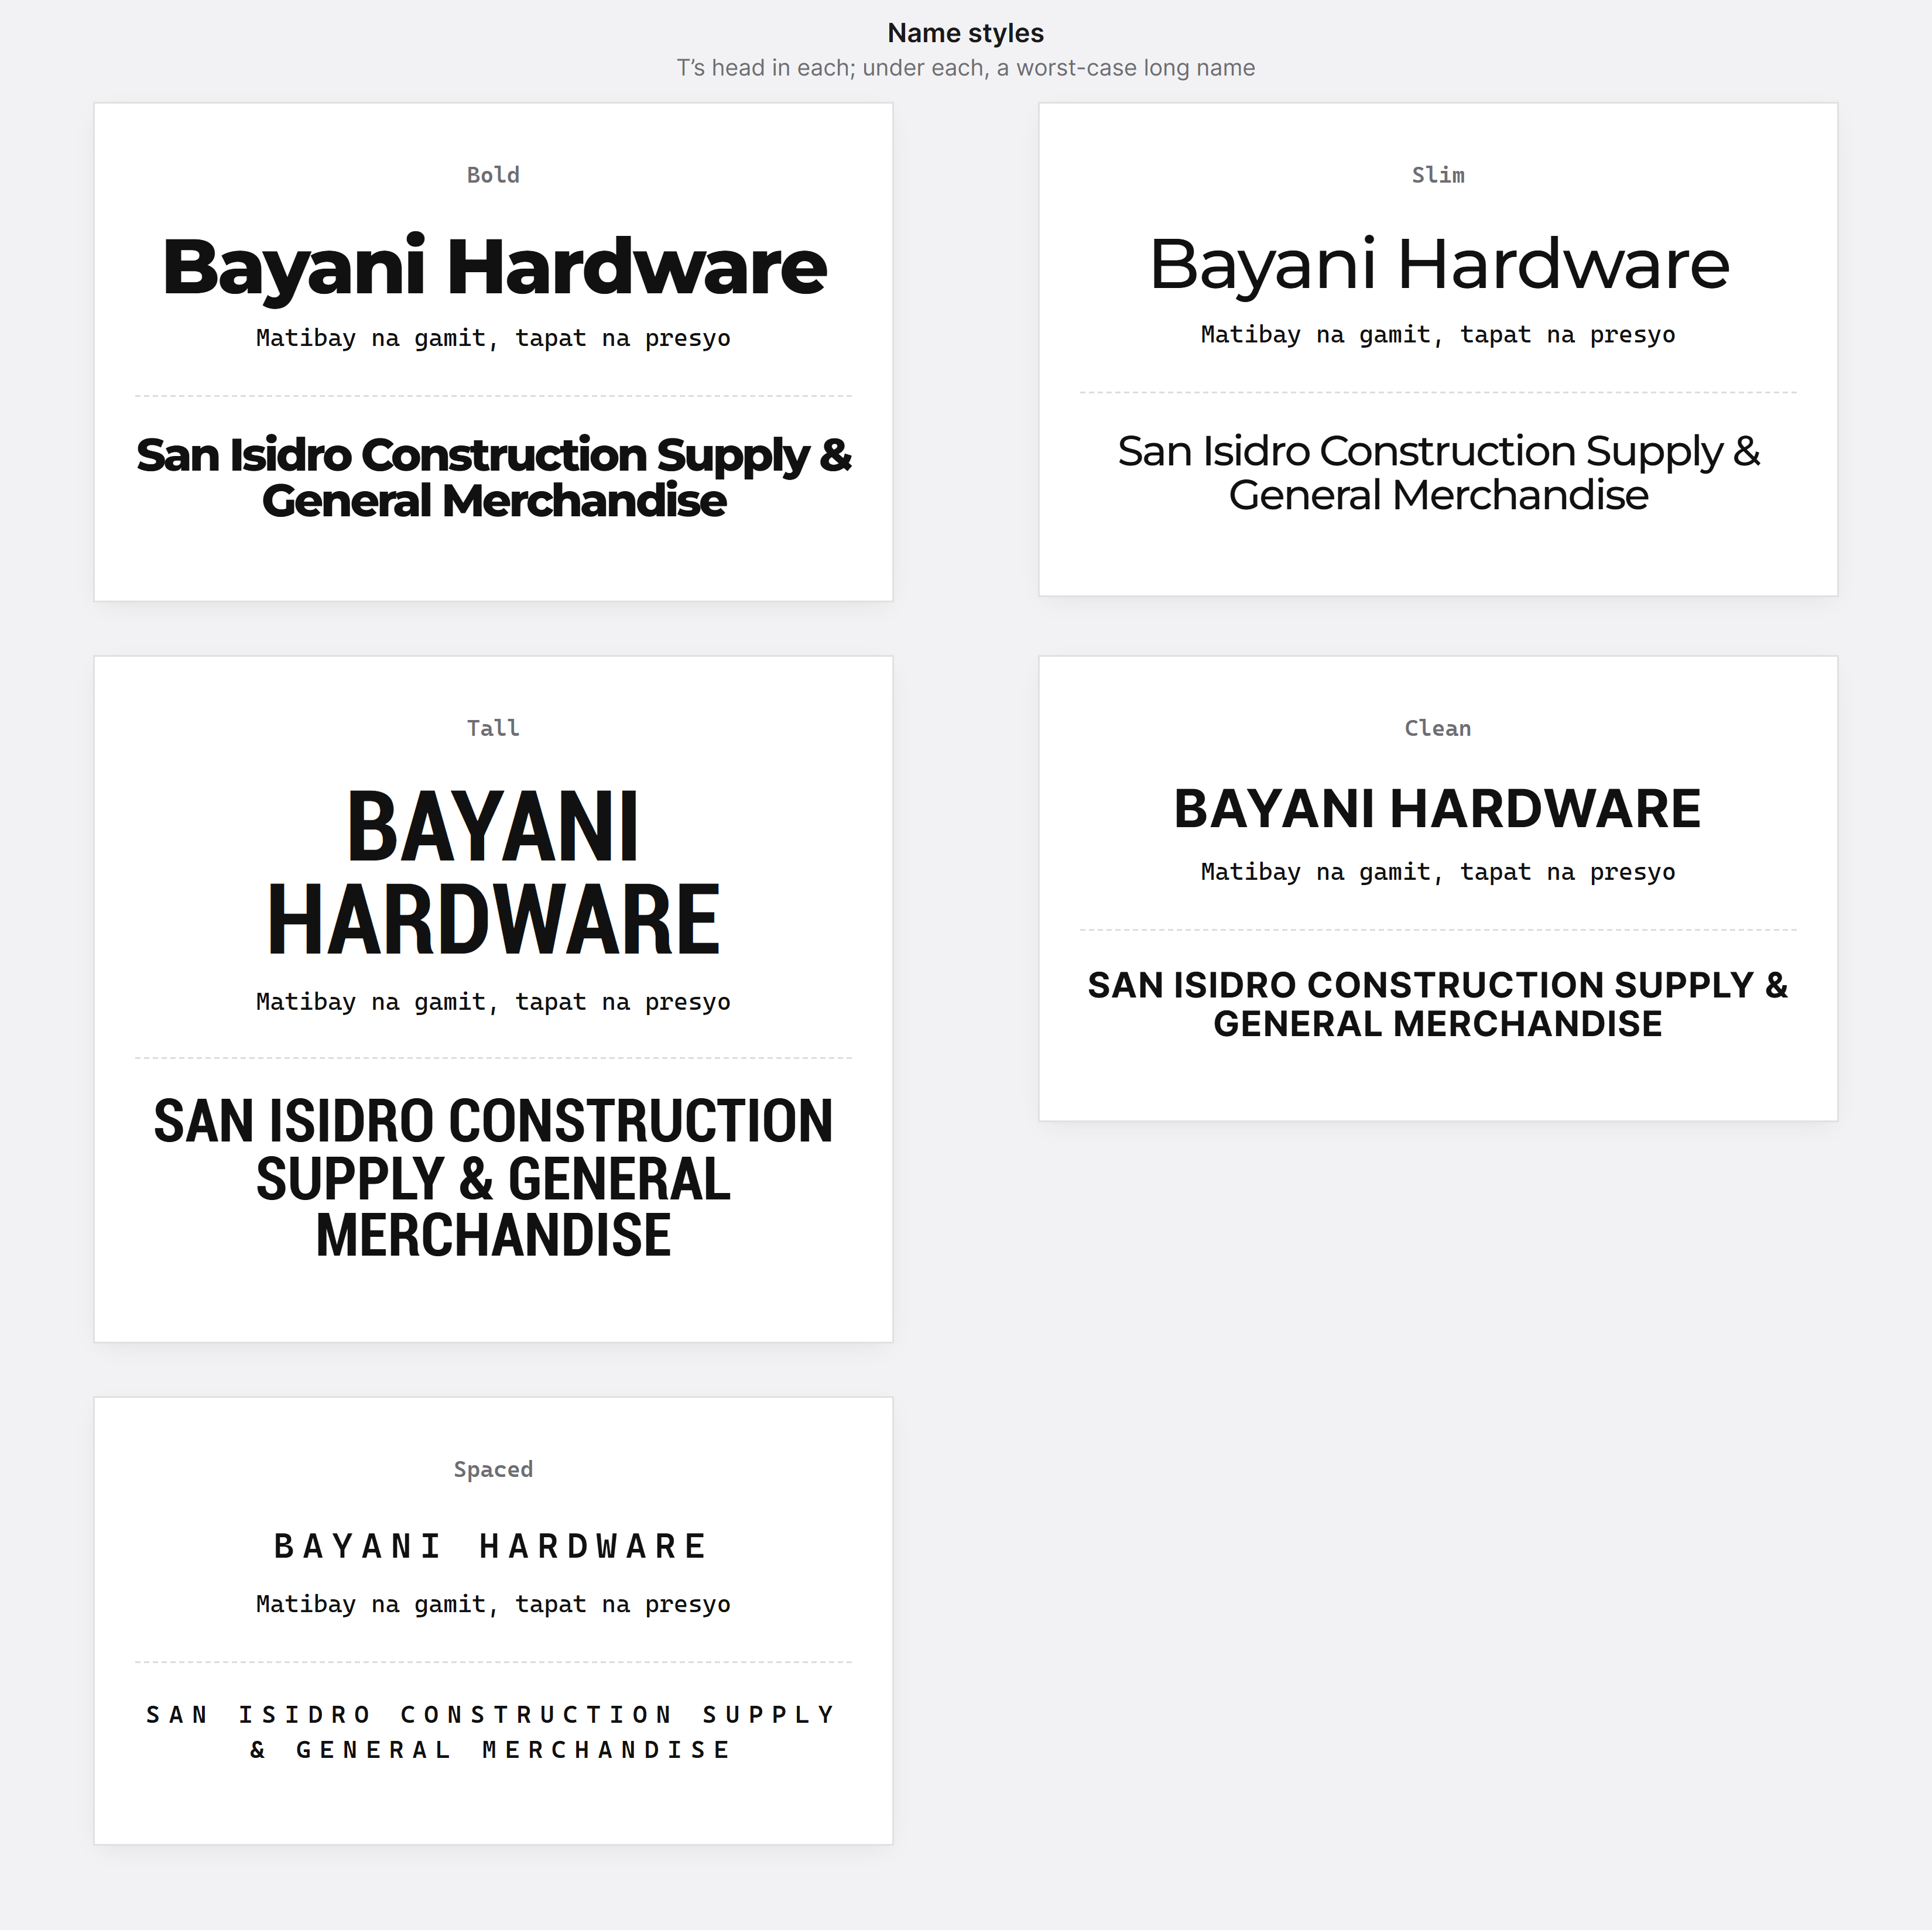 Name styles
T’s head in each; under each, a worst-case long name
Bold
Bayani Hardware
Matibay na gamit, tapat na presyo
San Isidro Construction Supply &
General Merchandise
Slim
Bayani Hardware
Matibay na gamit, tapat na presyo
San Isidro Construction Supply &
General Merchandise
Tall
BAYANI
HARDWARE
Matibay na gamit, tapat na presyo
SAN ISIDRO CONSTRUCTION
SUPPLY & GENERAL
MERCHANDISE
Clean
BAYANI HARDWARE
Matibay na gamit, tapat na presyo
SAN ISIDRO CONSTRUCTION SUPPLY &
GENERAL MERCHANDISE
Spaced
BAYANI HARDWARE
Matibay na gamit, tapat na presyo
SAN ISIDRO CONSTRUCTION SUPPLY
& GENERAL MERCHANDISE